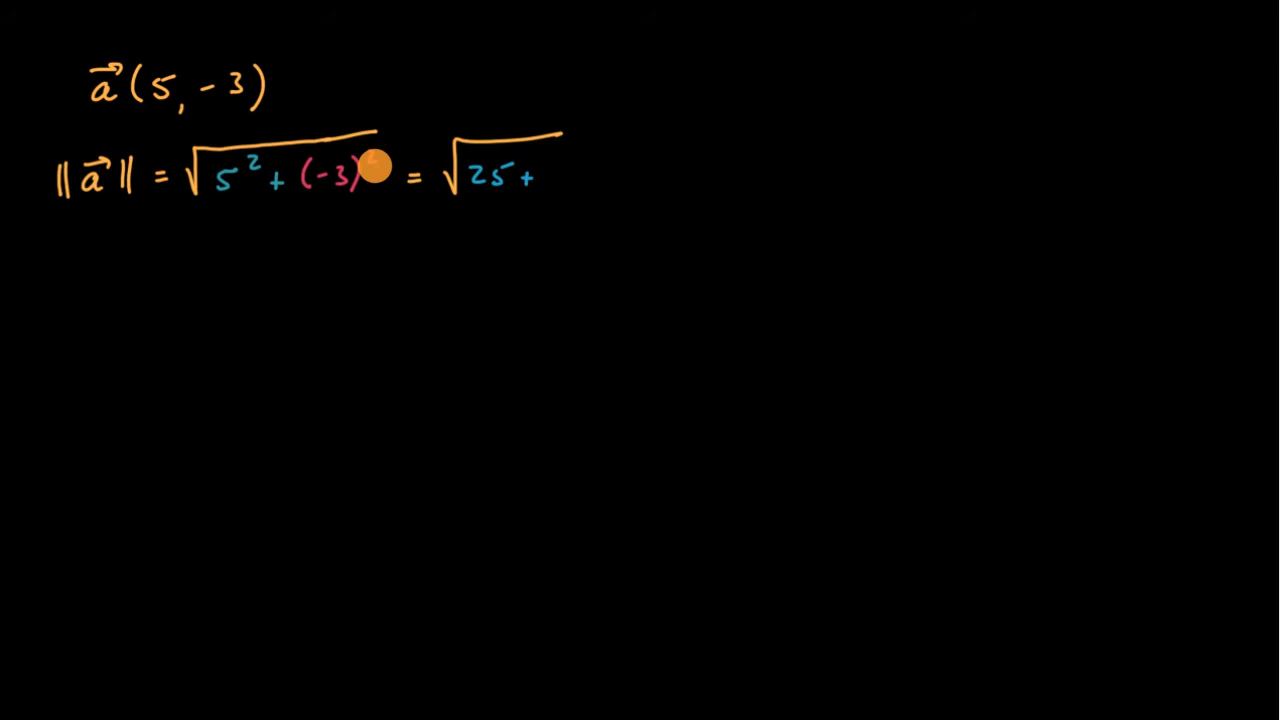 a⃗ (5, -3)
‖a⃗‖ = √(5² + (-3)²) = √(25 +